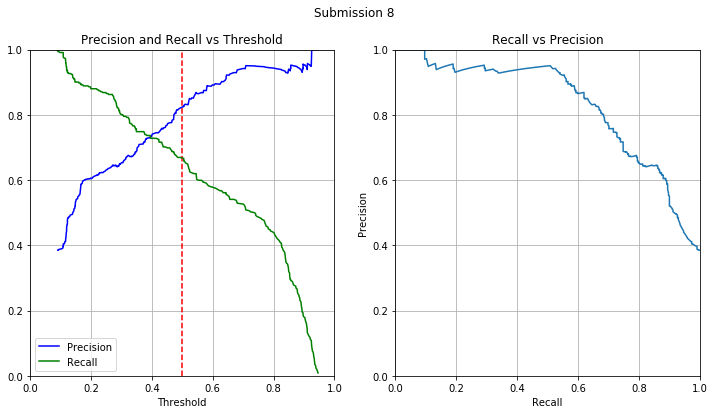 Submission 8
Precision and Recall vs Threshold
1.0
0.8
0.6
0.4
0.2
0.0
0.0 0.2 0.4 0.6 0.8 1.0
Threshold
Precision
Recall
Recall vs Precision
Precision
1.0
0.8
0.6
0.4
0.2
0.0
0.0 0.2 0.4 0.6 0.8 1.0
Recall